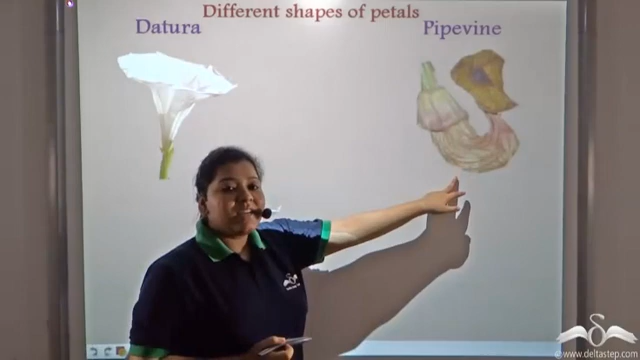 Different shapes of petals
Datura
Pipevine
© www.deltastep.com